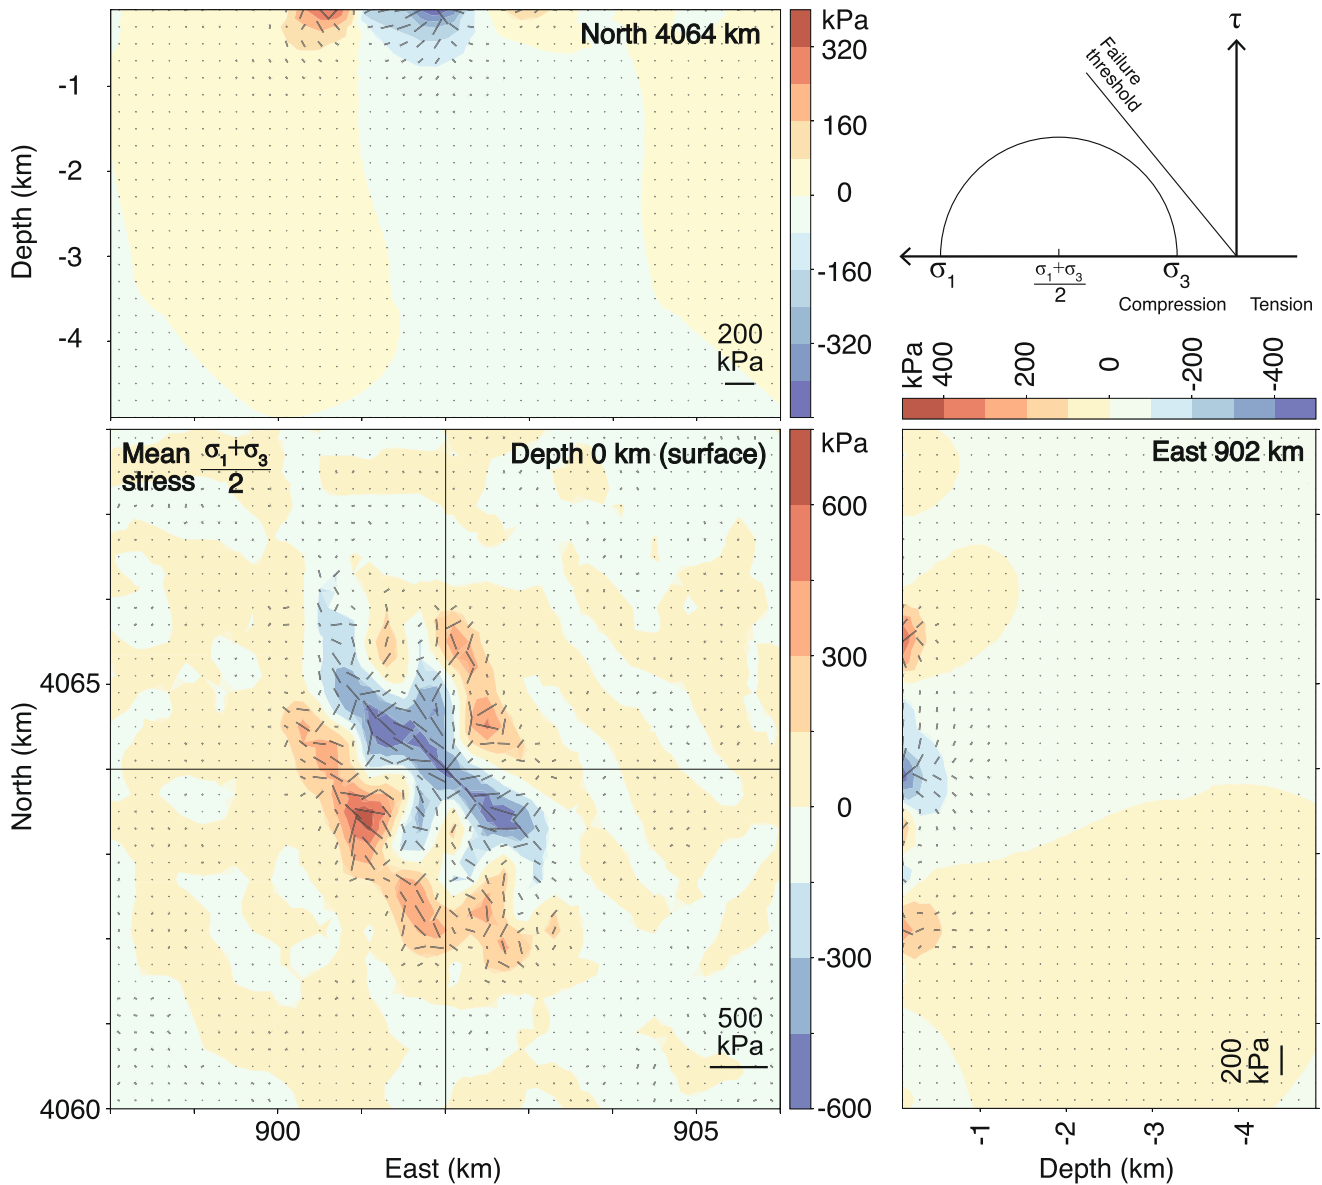 North 4064 km
kPa
320
160
0
-160
-320
-1
-2
-3
-4
Depth (km)
200
kPa
τ
Failure
threshold
σ1
σ1+σ3
2
σ3
Compression
Tension
kPa
400
200
0
-200
-400
Mean σ1+σ3
stress 2
Depth 0 km (surface)
kPa
600
300
0
-300
-600
4065
4060
North (km)
500
kPa
900
905
East (km)
East 902 km
200
kPa
-1
-2
-3
-4
Depth (km)